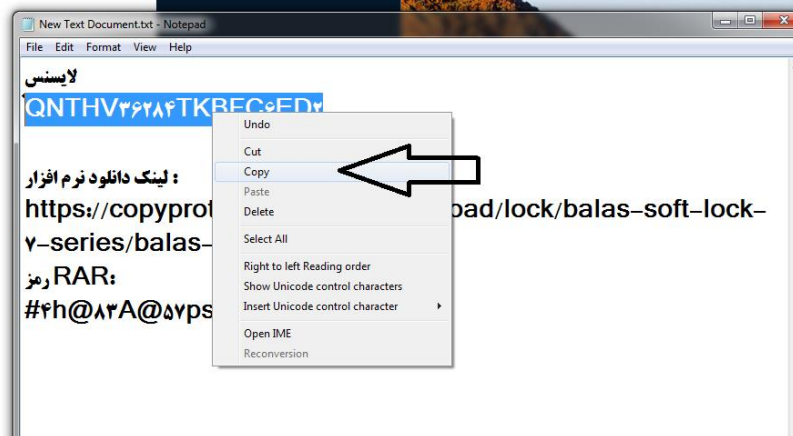 New Text Document.txt - Notepad
File Edit Format View Help
لایسنس
QNTHV۳۶۲۸۴TKBEC۶ED۲
Undo
Cut
Copy
Paste
Delete
Select All
Right to left Reading order
Show Unicode control characters
Insert Unicode control character
Open IME
Reconversion
لینک دانلود نرم افزار :
https://copyprot oad/lock/balas-soft-lock-
۷-series/balas-
رمز RAR:
#۴h@۸۳A@۵۷ps